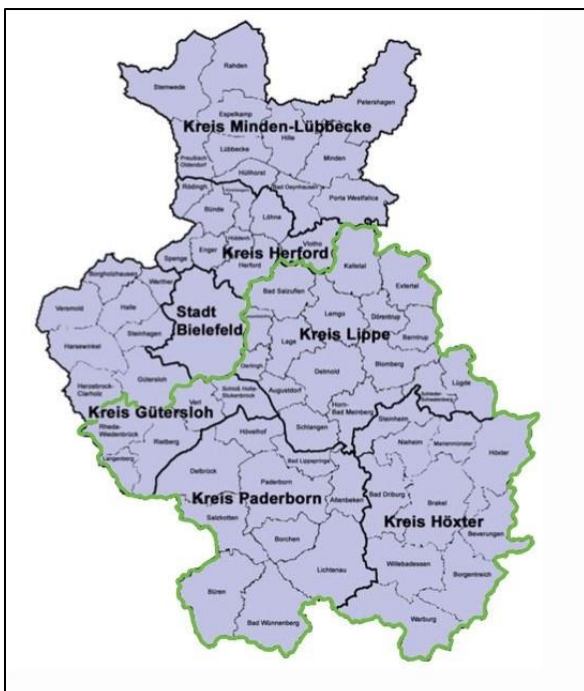 Rahden
Stemwede
Petershagen
Espelkamp
Kreis Minden-Lübbecke
Hille
Lübbecke
Minden
Preußisch
Oldendorf
Hüllhorst
Bad Oeynhausen
Rödingh.
Porta Westfalica
Bünde
Löhne
Vlotho
Enger
Hiddenh.
Kreis Herford
Spenge
Herford
Kalletal
Borgholzhausen
Werther
Bad Salzuflen
Extertal
Versmold
Halle
Stadt
Bielefeld
Lemgo
Dörentrup
Steinhagen
Kreis Lippe
Harsewinkel
Lage
Barntrup
Oerlingh.
Detmold
Blomberg
Gütersloh
Herzebrock-
Clarholz
Schloß Holte
Stukenbrock
Augustdorf
Schieder-
Schwalenberg
Lügde
Verl
Horn-
Bad Meinberg
Kreis Gütersloh
Steinheim
Rheda-
Wiedenbrück
Hövelhof
Schlangen
Rietberg
Nieheim
Marienmünster
Höxter
Langenberg
Bad Lippspringe
Delbrück
Paderborn
Kreis Paderborn
Altenbeken
Bad Driburg
Brakel
Salzkotten
Kreis Höxter
Beverungen
Borchen
Willebadessen
Lichtenau
Borgentreich
Büren
Bad Wünnenberg
Warburg